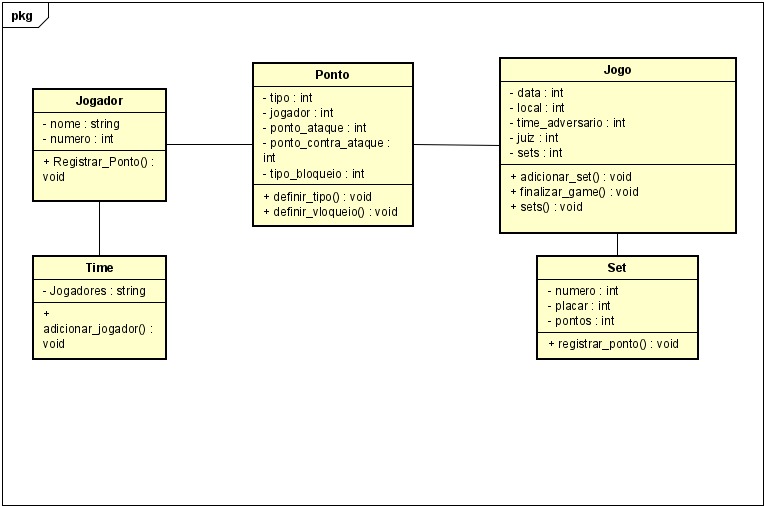 pkg
Jogador
- nome : string
- numero : int
+ Registrar_Ponto() :
void
Ponto
- tipo : int
- jogador : int
- ponto_ataque : int
- ponto_contra_ataque :
int
- tipo_bloqueio : int
+ definir_tipo() : void
+ definir_vloqueio() : void
Jogo
- data : int
- local : int
- time_adversario : int
- juiz : int
- sets : int
+ adicionar_set() : void
+ finalizar_game() : void
+ sets() : void
Time
- Jogadores : string
+
adicionar_jogador() :
void
Set
- numero : int
- placar : int
- pontos : int
+ registrar_ponto() : void